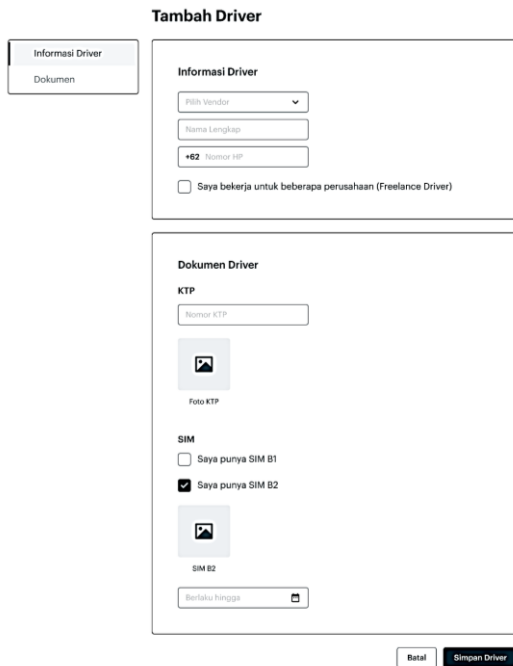 Tambah Driver
Informasi Driver
Dokumen
Informasi Driver
Pilih Vendor
Nama Lengkap
+62 Nomor HP
Saya bekerja untuk beberapa perusahaan (Freelance Driver)
Dokumen Driver
KTP
Nomor KTP
Foto KTP
SIM
Saya punya SIM B1
Saya punya SIM B2
SIM B2
Berlaku hingga
Batal
Simpan Driver